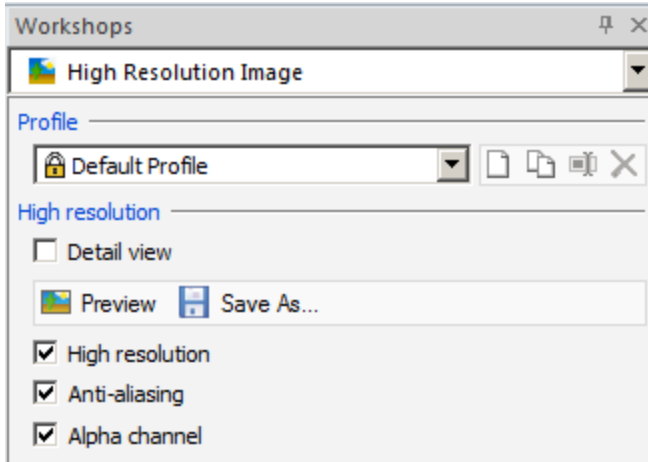 Workshops
High Resolution Image
Profile
Default Profile
High resolution
Detail view
Preview Save As...
High resolution
Anti-aliasing
Alpha channel